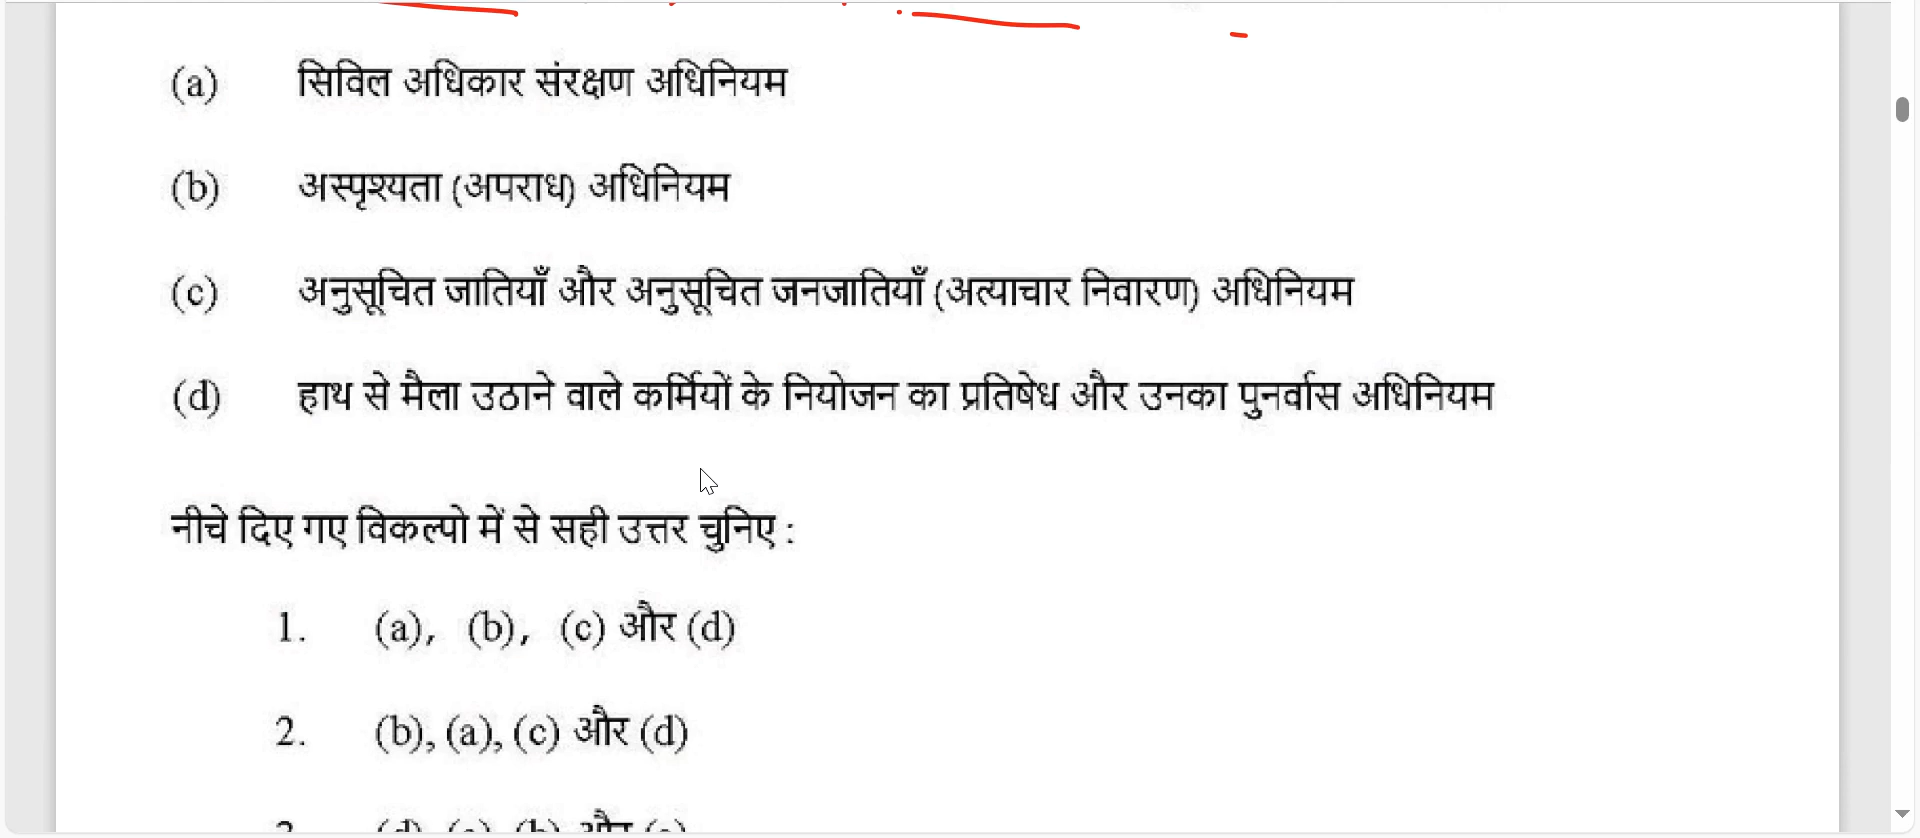 (a) सिविल अधिकार संरक्षण अधिनियम
(b) अस्पृश्यता (अपराध) अधिनियम
(c) अनुसूचित जातियाँ और अनुसूचित जनजातियाँ (अत्याचार निवारण) अधिनियम
(d) हाथ से मैला उठाने वाले कर्मियों के नियोजन का प्रतिषेध और उनका पुनर्वास अधिनियम
नीचे दिए गए विकल्पो में से सही उत्तर चुनिए :
1. (a), (b), (c) और (d)
2. (b), (a), (c) और (d)